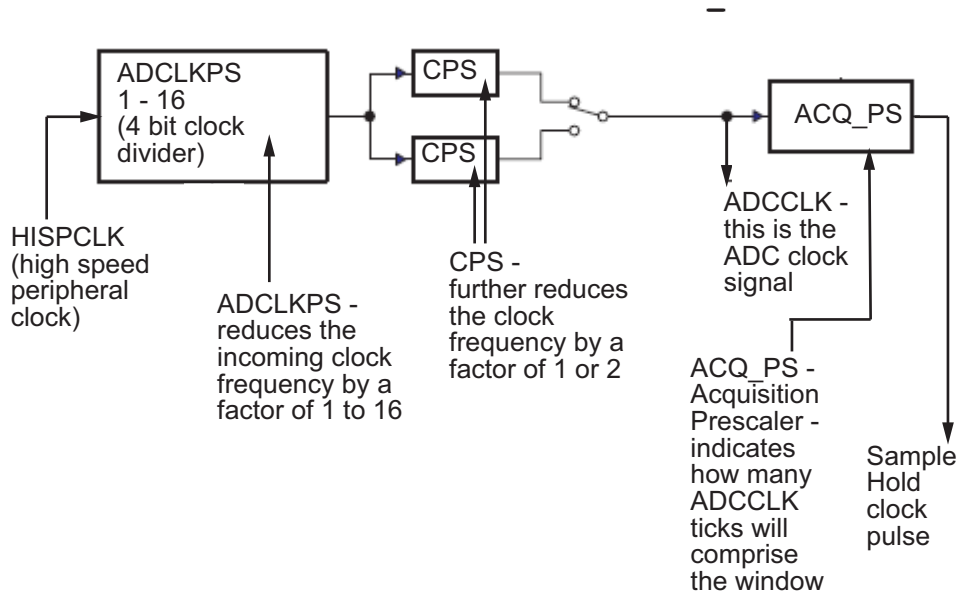 ADCLKPS
1 - 16
(4 bit clock
divider)
CPS
CPS
ACQ_PS
HISPCLK
(high speed
peripheral
clock)
ADCLKPS -
reduces the
incoming clock
frequency by a
factor of 1 to 16
CPS -
further reduces
the clock
frequency by a
factor of 1 or 2
ADCCLK -
this is the
ADC clock
signal
ACQ_PS -
Acquisition
Prescaler -
indicates
how many
ADCCLK
ticks will
comprise
the window
Sample
Hold
clock
pulse